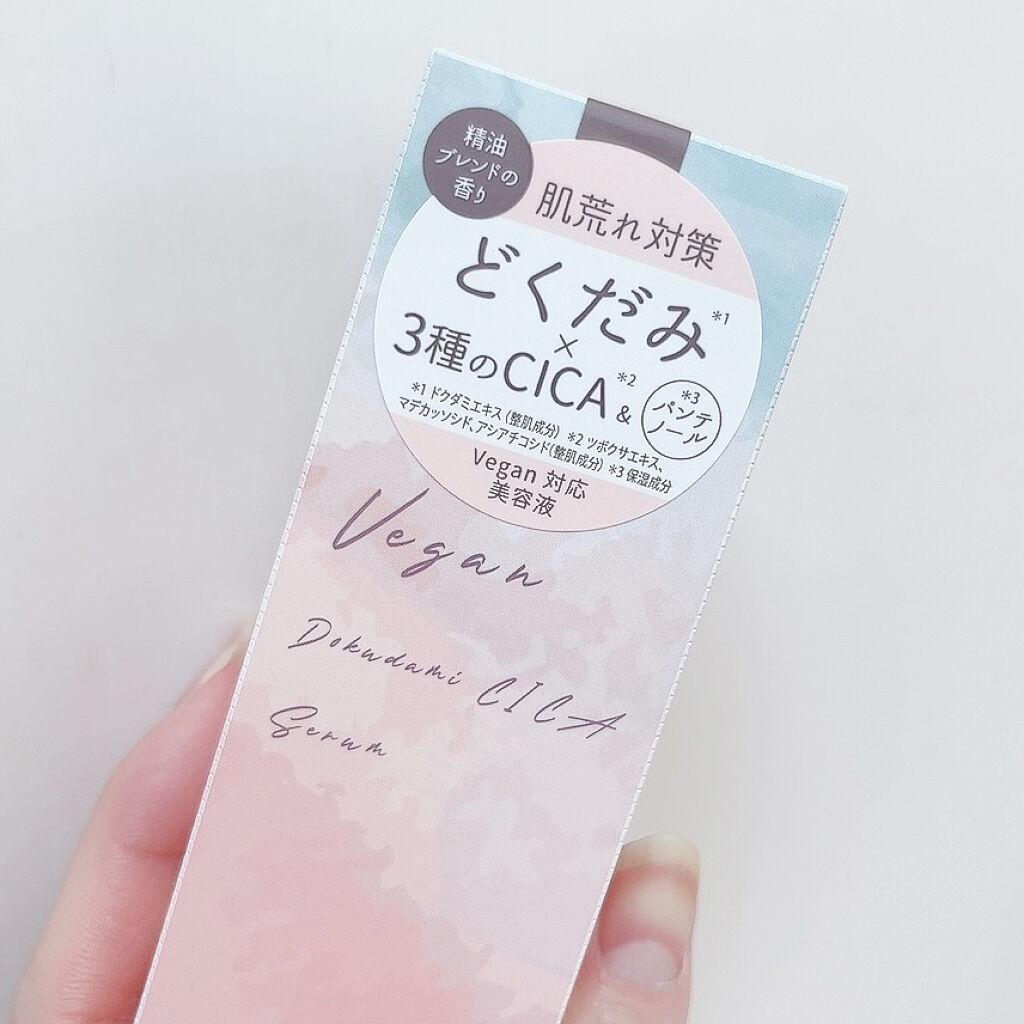 精油
ブレンドの
香り
肌荒れ対策
どくだみ*1
×
3種のCICA*2 & *3
パンテ
ノール
*1 ドクダミエキス(整肌成分) *2 ツボクサエキス、
マデカッソシド、アシアチコシド(整肌成分) *3 保湿成分
Vegan 対応
美容液
Vegan
Dokudami CICA
Serum